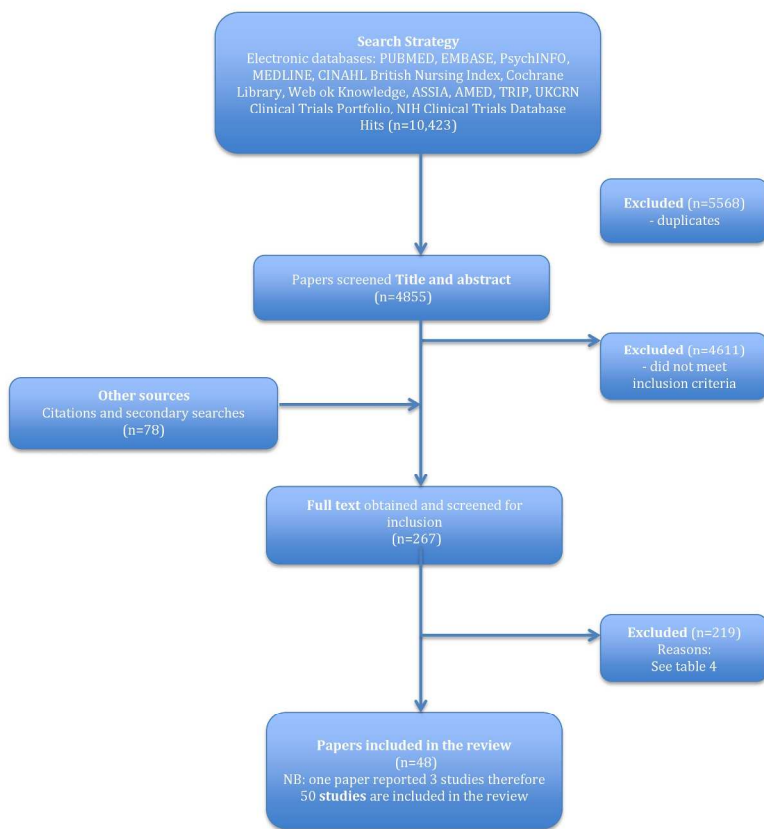 Search Strategy
Electronic databases: PUBMED, EMBASE, PsychINFO,
MEDLINE, CINAHL British Nursing Index, Cochrane
Library, Web ok Knowledge, ASSIA, AMED, TRIP, UKCRN
Clinical Trials Portfolio, NIH Clinical Trials Database
Hits (n=10,423)
Excluded (n=5568)
- duplicates
Papers screened Title and abstract
(n=4855)
Excluded (n=4611)
- did not meet
inclusion criteria
Other sources
Citations and secondary searches
(n=78)
Full text obtained and screened for
inclusion
(n=267)
Excluded (n=219)
Reasons:
See table 4
Papers included in the review
(n=48)
NB: one paper reported 3 studies therefore
50 studies are included in the review